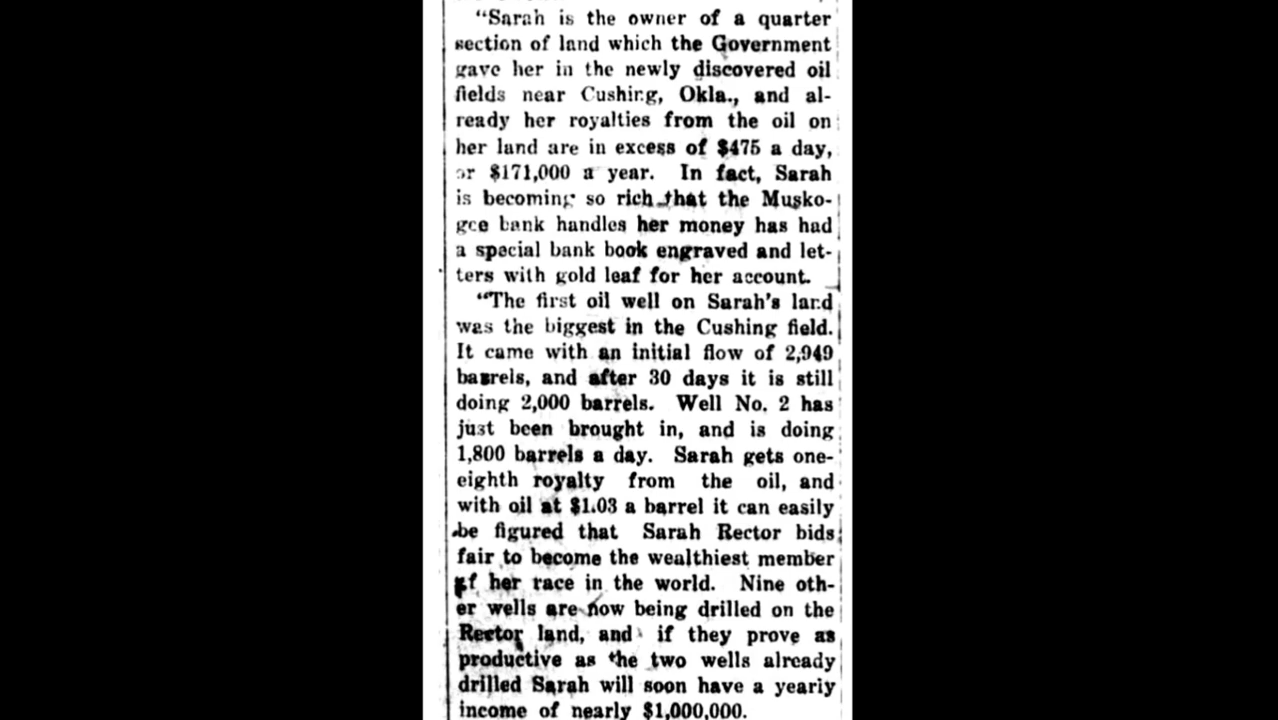 "Sarah is the owner of a quarter
section of land which the Government
gave her in the newly discovered oil
fields near Cushing, Okla., and al-
ready her royalties from the oil on
her land are in excess of $475 a day,
or $171,000 a year. In fact, Sarah
is becoming so rich that the Musko-
gee bank handles her money has had
a special bank book engraved and let-
ters with gold leaf for her account.
"The first oil well on Sarah's land
was the biggest in the Cushing field.
It came with an initial flow of 2,949
barrels, and after 30 days it is still
doing 2,000 barrels. Well No. 2 has
just been brought in, and is doing
1,800 barrels a day. Sarah gets one-
eighth royalty from the oil, and
with oil at $1.03 a barrel it can easily
be figured that Sarah Rector bids
fair to become the wealthiest member
of her race in the world. Nine oth-
er wells are now being drilled on the
Rector land, and if they prove as
productive as the two wells already
drilled Sarah will soon have a yearly
income of nearly $1,000,000.